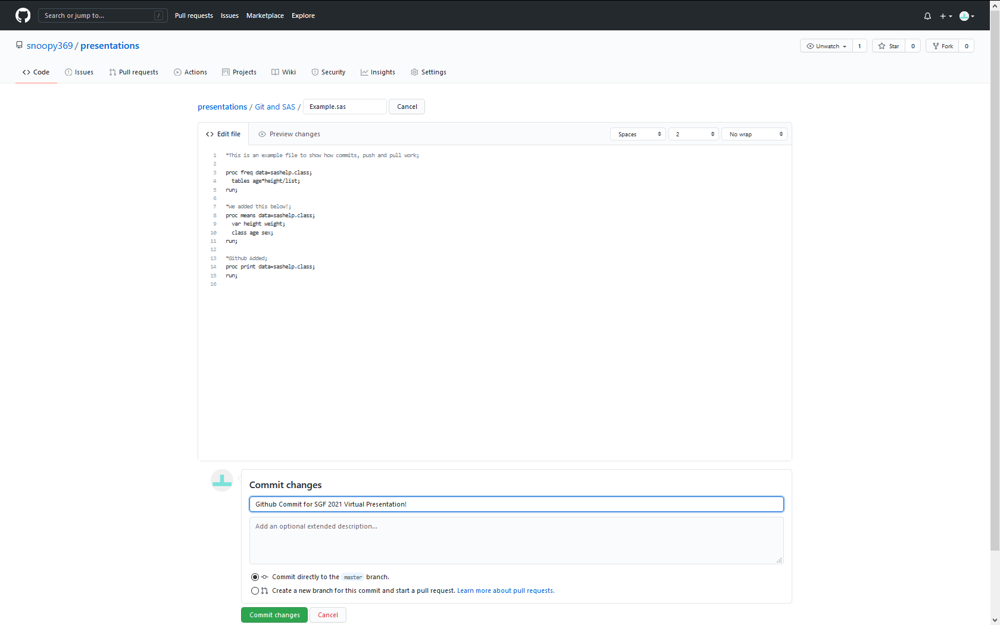 Search or jump to... /
Pull requests Issues Marketplace Explore
snoopy369 / presentations
Unwatch 1 Star 0 Fork 0
Code Issues Pull requests Actions Projects Wiki Security Insights Settings
presentations / Git and SAS / Example.sas Cancel
Edit file Preview changes Spaces 2 No wrap
1 *This is an example file to show how commits, push and pull work;
2
3 proc freq data=sashelp.class;
4 tables age*height/list;
5 run;
6
7 *We added this below!;
8 proc means data=sashelp.class;
9 var height weight;
10 class age sex;
11 run;
12
13 *Github Added;
14 proc print data=sashelp.class;
15 run;
16
Commit changes
Github Commit for SGF 2021 Virtual Presentation!
Add an optional extended description...
Commit directly to the master branch.
Create a new branch for this commit and start a pull request. Learn more about pull requests.
Commit changes Cancel